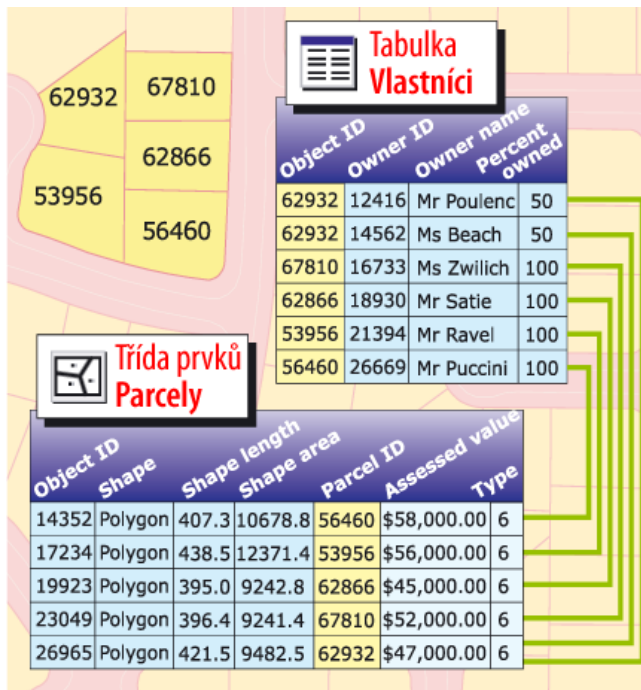 62932
67810
62866
53956
56460
Tabulka
Vlastníci
Object ID Owner ID Owner name Percent owned
62932 12416 Mr Poulenc 50
62932 14562 Ms Beach 50
67810 16733 Ms Zwilich 100
62866 18930 Mr Satie 100
53956 21394 Mr Ravel 100
56460 26669 Mr Puccini 100
Třída prvků
Parcely
Object ID Shape Shape length Shape area Parcel ID Assessed value Type
14352 Polygon 407.3 10678.8 56460 $58,000.00 6
17234 Polygon 438.5 12371.4 53956 $56,000.00 6
19923 Polygon 395.0 9242.8 62866 $45,000.00 6
23049 Polygon 396.4 9241.4 67810 $52,000.00 6
26965 Polygon 421.5 9482.5 62932 $47,000.00 6